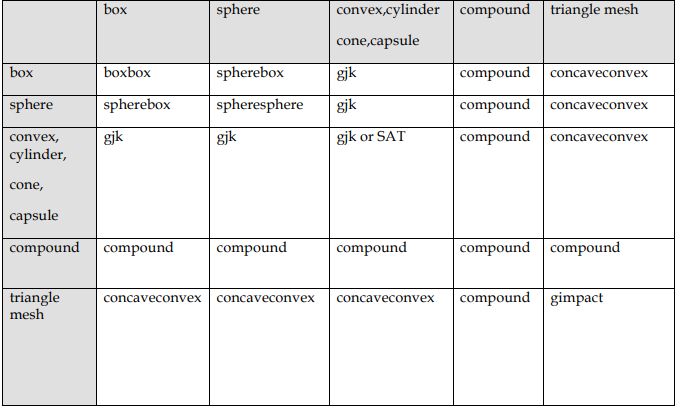 box sphere convex,cylinder compound triangle mesh
cone,capsule
box boxbox spherebox gjk compound concaveconvex
sphere spherebox spheresphere gjk compound concaveconvex
convex, gjk gjk gjk or SAT compound concaveconvex
cylinder,
cone,
capsule
compound compound compound compound compound compound
triangle concaveconvex concaveconvex concaveconvex compound gimpact
mesh